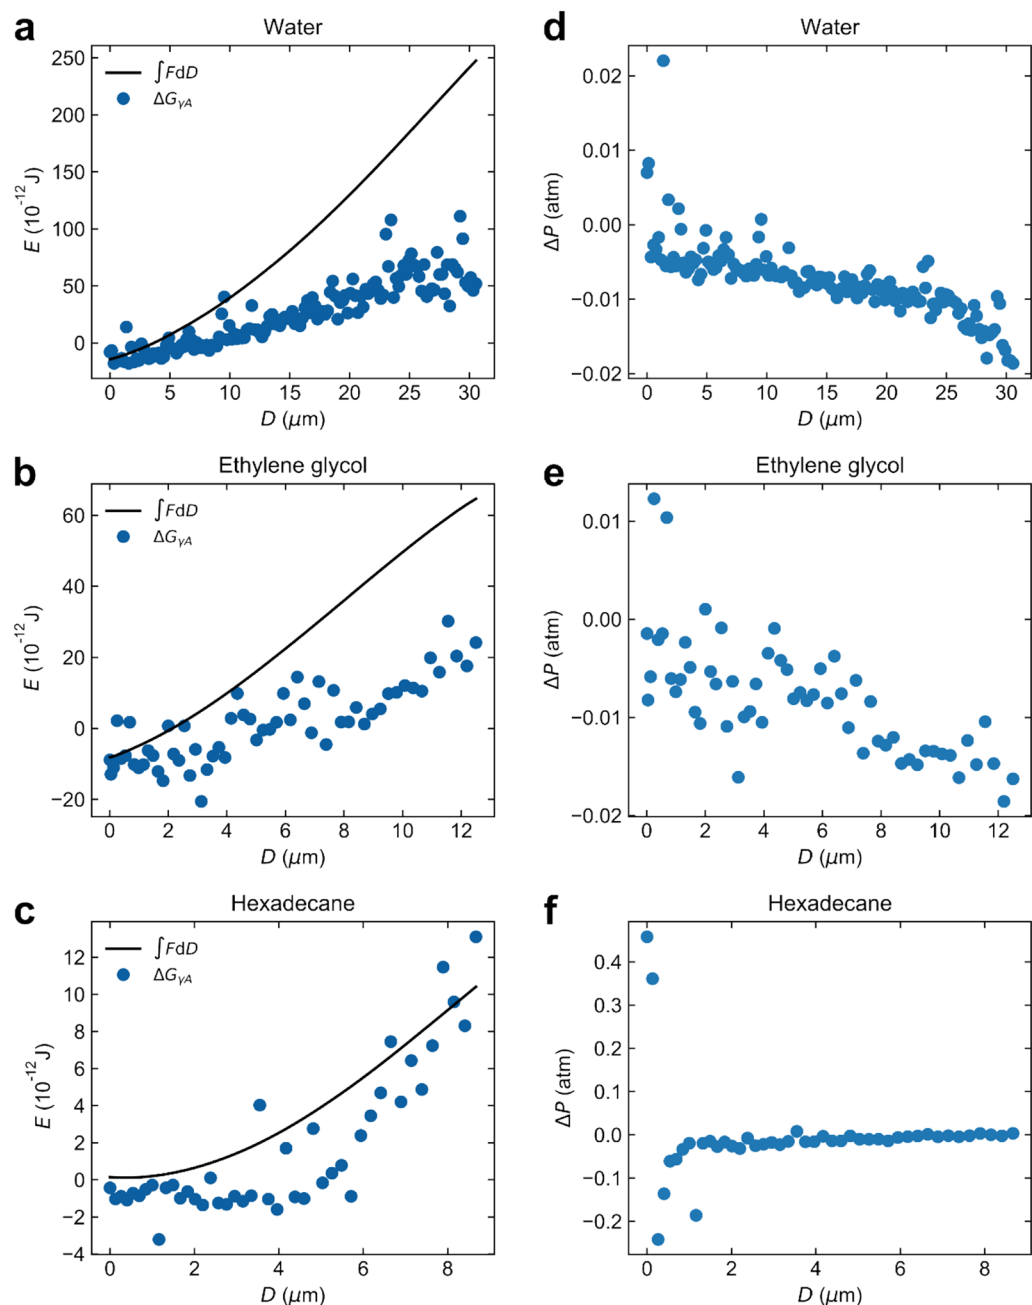 a
Water
E (10⁻¹² J)
250
200
150
100
50
0
∫FdD
ΔG_γA
0 5 10 15 20 25 30
D (μm)
d
Water
ΔP (atm)
0.02
0.01
0.00
−0.01
−0.02
0 5 10 15 20 25 30
D (μm)
b
Ethylene glycol
E (10⁻¹² J)
60
40
20
0
−20
∫FdD
ΔG_γA
0 2 4 6 8 10 12
D (μm)
e
Ethylene glycol
ΔP (atm)
0.01
0.00
−0.01
−0.02
0 2 4 6 8 10 12
D (μm)
c
Hexadecane
E (10⁻¹² J)
12
10
8
6
4
2
0
−2
−4
∫FdD
ΔG_γA
0 2 4 6 8
D (μm)
f
Hexadecane
ΔP (atm)
0.4
0.3
0.2
0.1
0.0
−0.1
−0.2
0 2 4 6 8
D (μm)